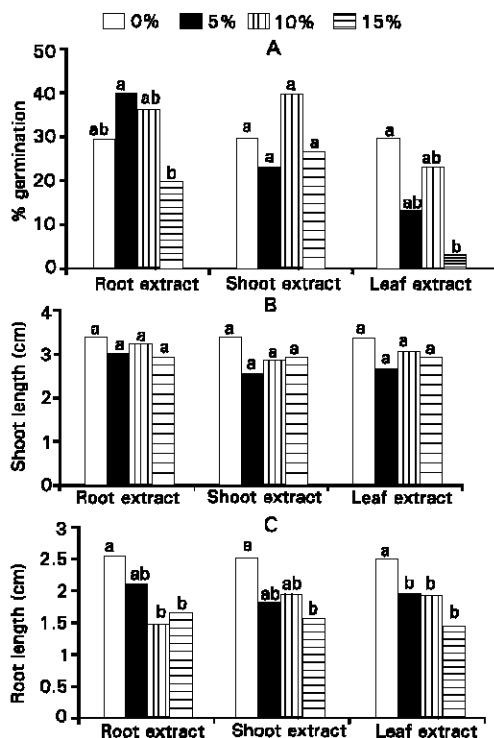 0% 5% 10% 15%
A
% germination
50
40
30
20
10
0
ab a ab b
a a a a
a ab ab b
Root extract Shoot extract Leaf extract
B
Shoot length (cm)
4
3
2
1
0
a a a a
a a a a
a a a a
Root extract Shoot extract Leaf extract
C
Root length (cm)
3
2.5
2
1.5
1
0.5
0
a ab b b
a ab ab b
a b b b
Root extract Shoot extract Leaf extract